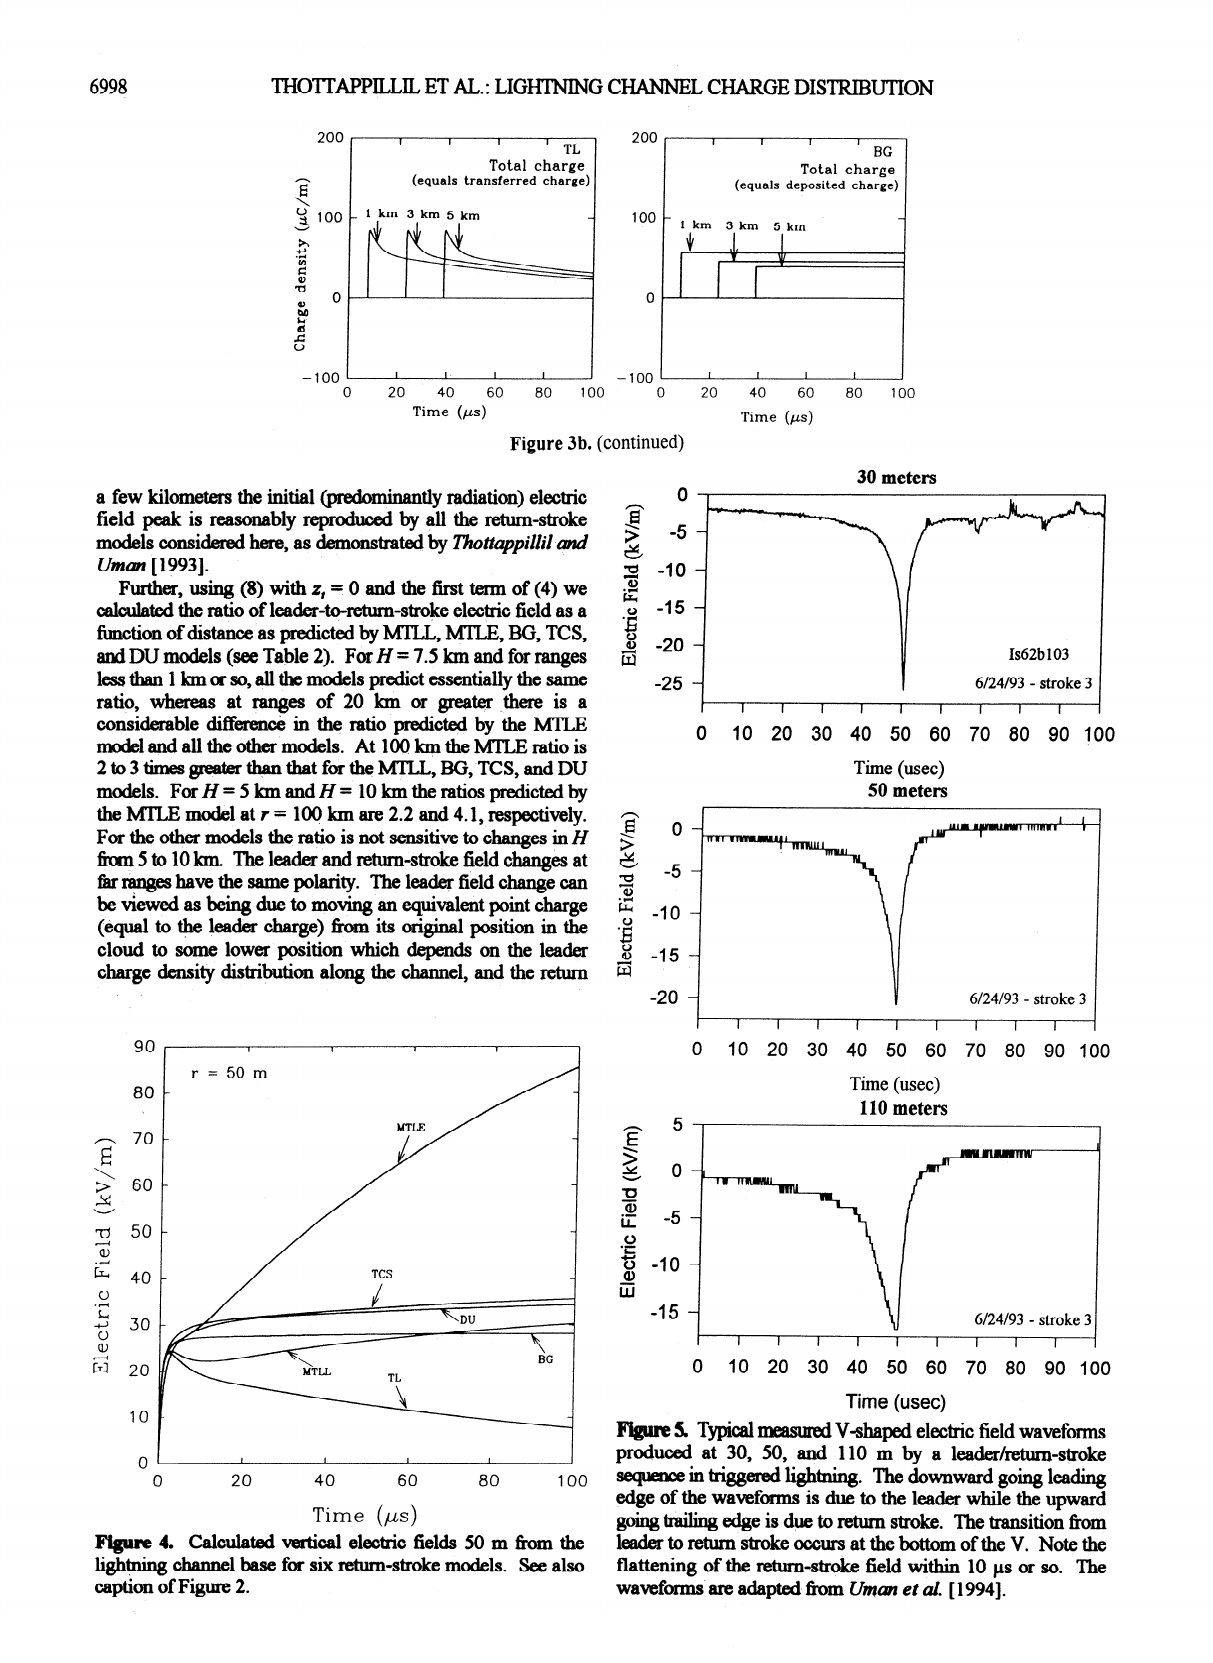 6998
THOTTAPPILLIL ET AL.: LIGHTNING CHANNEL CHARGE DISTRIBUTION
200
TL
Total charge
(equals transferred charge)
1 km 3 km 5 km
100
0
-100
Charge density (μC/m)
0 20 40 60 80 100
Time (μs)
200
BG
Total charge
(equals deposited charge)
1 km 3 km 5 km
100
0
-100
0 20 40 60 80 100
Time (μs)
Figure 3b. (continued)
a few kilometers the initial (predominantly radiation) electric
field peak is reasonably reproduced by all the return-stroke
models considered here, as demonstrated by Thottappillil and
Uman [1993].
Further, using (8) with zt = 0 and the first term of (4) we
calculated the ratio of leader-to-return-stroke electric field as a
function of distance as predicted by MTLL, MTLE, BG, TCS,
and DU models (see Table 2). For H = 7.5 km and for ranges
less than 1 km or so, all the models predict essentially the same
ratio, whereas at ranges of 20 km or greater there is a
considerable difference in the ratio predicted by the MTLE
model and all the other models. At 100 km the MTLE ratio is
2 to 3 times greater than that for the MTLL, BG, TCS, and DU
models. For H = 5 km and H = 10 km the ratios predicted by
the MTLE model at r = 100 km are 2.2 and 4.1, respectively.
For the other models the ratio is not sensitive to changes in H
from 5 to 10 km. The leader and return-stroke field changes at
far ranges have the same polarity. The leader field change can
be viewed as being due to moving an equivalent point charge
(equal to the leader charge) from its original position in the
cloud to some lower position which depends on the leader
charge density distribution along the channel, and the return
90
80
70
60
50
40
30
20
10
0
Electric Field (kV/m)
r = 50 m
MTLE
TCS
DU
BG
MTLL
TL
0 20 40 60 80 100
Time (μs)
Figure 4. Calculated vertical electric fields 50 m from the
lightning channel base for six return-stroke models. See also
caption of Figure 2.
30 meters
0
-5
-10
-15
-20
-25
Electric Field (kV/m)
Is62b103
6/24/93 - stroke 3
0 10 20 30 40 50 60 70 80 90 100
Time (usec)
50 meters
0
-5
-10
-15
-20
Electric Field (kV/m)
6/24/93 - stroke 3
0 10 20 30 40 50 60 70 80 90 100
Time (usec)
110 meters
5
0
-5
-10
-15
Electric Field (kV/m)
6/24/93 - stroke 3
0 10 20 30 40 50 60 70 80 90 100
Time (usec)
Figure 5. Typical measured V-shaped electric field waveforms
produced at 30, 50, and 110 m by a leader/return-stroke
sequence in triggered lightning. The downward going leading
edge of the waveforms is due to the leader while the upward
going trailing edge is due to return stroke. The transition from
leader to return stroke occurs at the bottom of the V. Note the
flattening of the return-stroke field within 10 μs or so. The
waveforms are adapted from Uman et al. [1994].